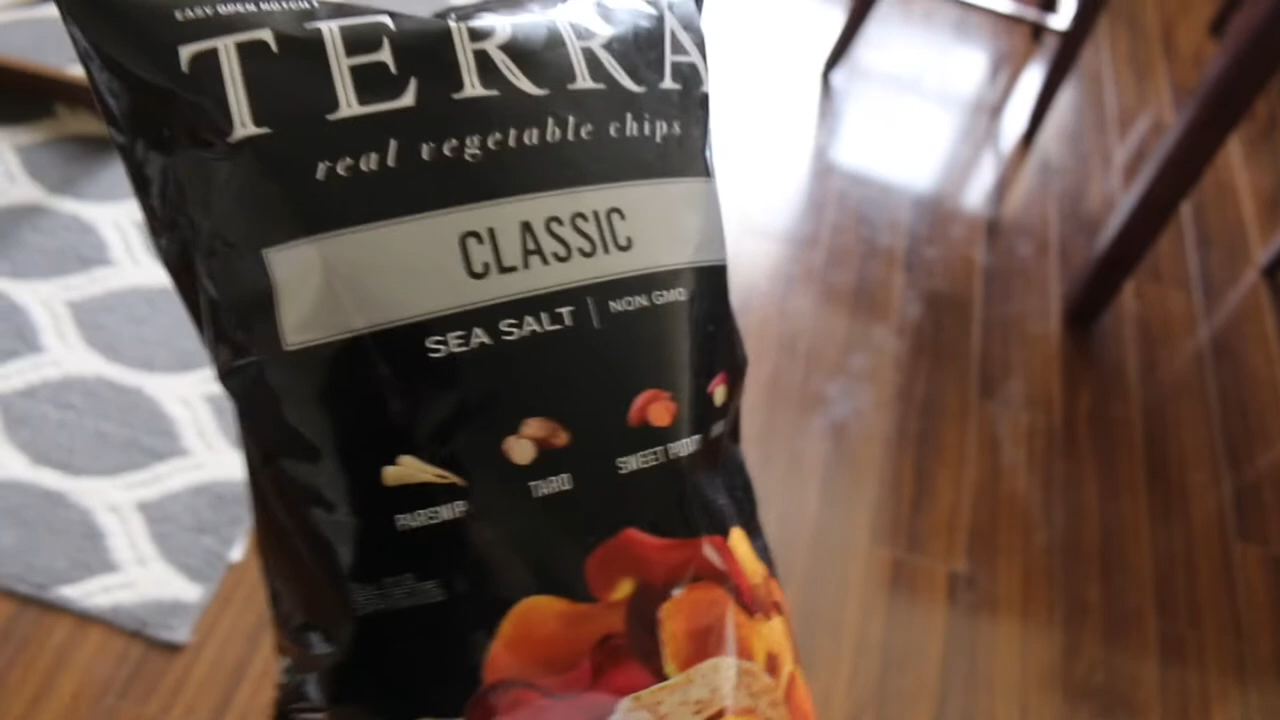 EASY OPEN NOTCH
TERRA
real vegetable chips
CLASSIC
SEA SALT | NON GMO
PARSNIP
TARO
SWEET POTATO